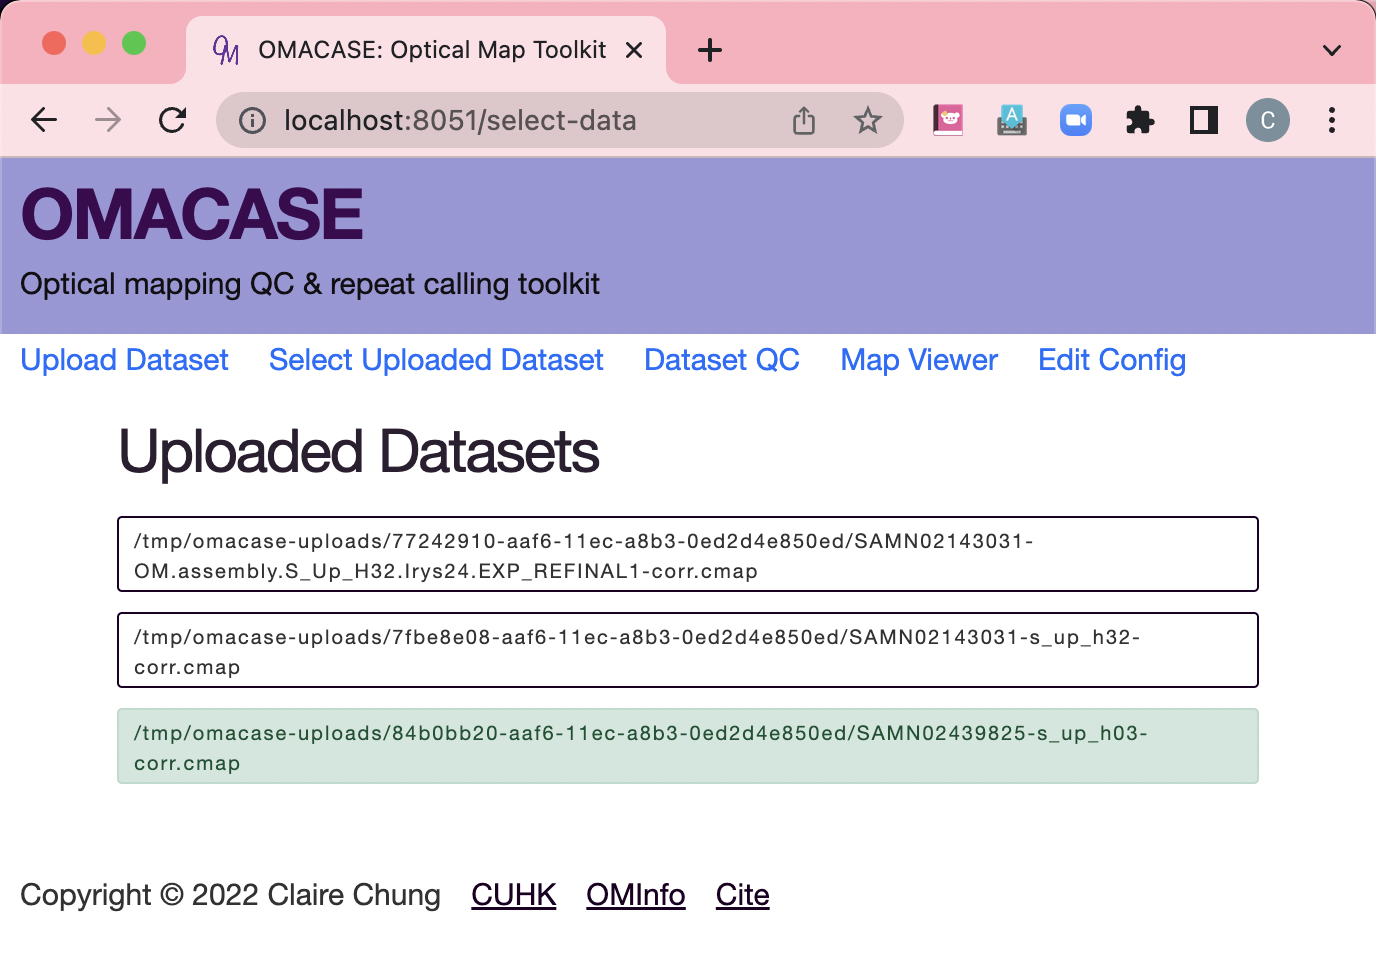 OMACASE: Optical Map Toolkit
localhost:8051/select-data
A
C
OMACASE
Optical mapping QC & repeat calling toolkit
Upload Dataset Select Uploaded Dataset Dataset QC Map Viewer Edit Config
Uploaded Datasets
/tmp/omacase-uploads/77242910-aaf6-11ec-a8b3-0ed2d4e850ed/SAMN02143031-
OM.assembly.S_Up_H32.Irys24.EXP_REFINAL1-corr.cmap
/tmp/omacase-uploads/7fbe8e08-aaf6-11ec-a8b3-0ed2d4e850ed/SAMN02143031-s_up_h32-
corr.cmap
/tmp/omacase-uploads/84b0bb20-aaf6-11ec-a8b3-0ed2d4e850ed/SAMN02439825-s_up_h03-
corr.cmap
Copyright © 2022 Claire Chung CUHK OMInfo Cite